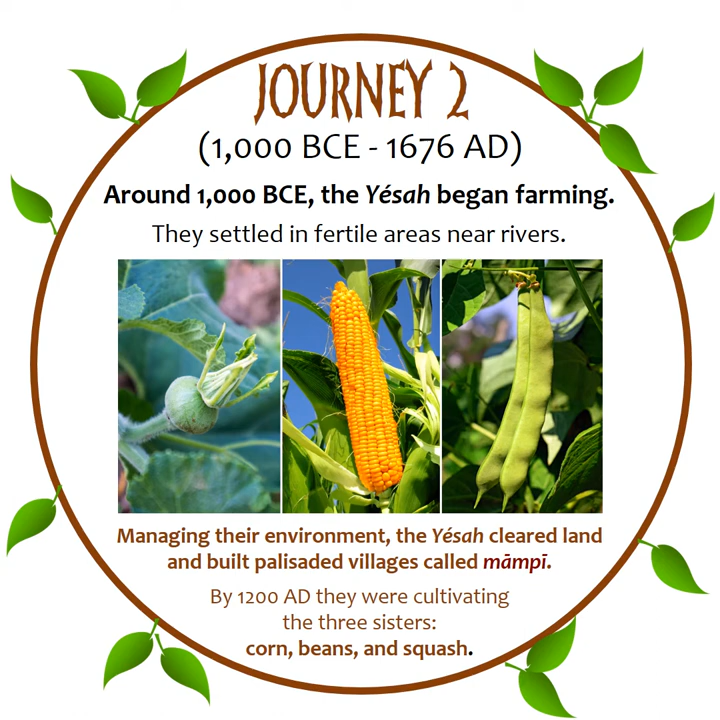 JOURNEY 2
(1,000 BCE - 1676 AD)
Around 1,000 BCE, the Yésah began farming.
They settled in fertile areas near rivers.
Managing their environment, the Yésah cleared land
and built palisaded villages called māmpī.
By 1200 AD they were cultivating
the three sisters:
corn, beans, and squash.